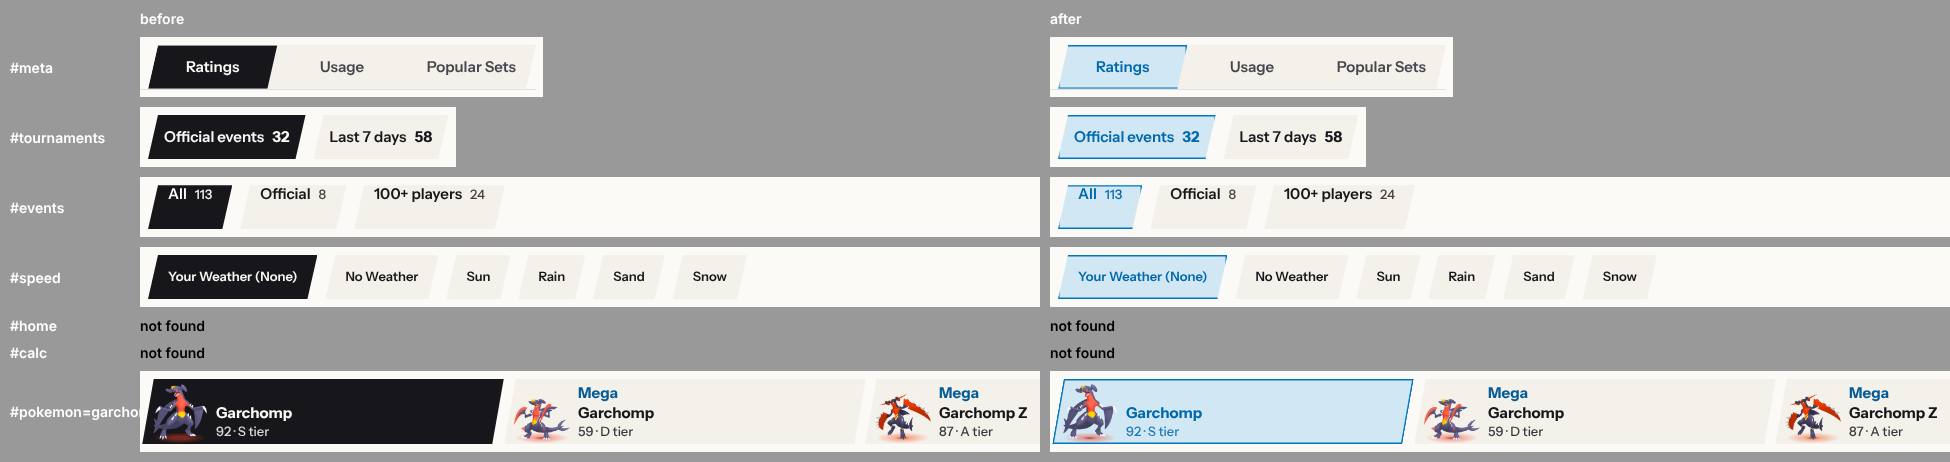 before after
#meta Ratings Usage Popular Sets Ratings Usage Popular Sets
#tournaments Official events 32 Last 7 days 58 Official events 32 Last 7 days 58
#events All 113 Official 8 100+ players 24 All 113 Official 8 100+ players 24
#speed Your Weather (None) No Weather Sun Rain Sand Snow Your Weather (None) No Weather Sun Rain Sand Snow
#home not found not found
#calc not found not found
Mega Mega Mega Mega
#pokemon=garcho Garchomp Garchomp Garchomp Z Garchomp Garchomp Garchomp Z
92·S tier 59·D tier 87·A tier 92·S tier 59·D tier 87·A tier